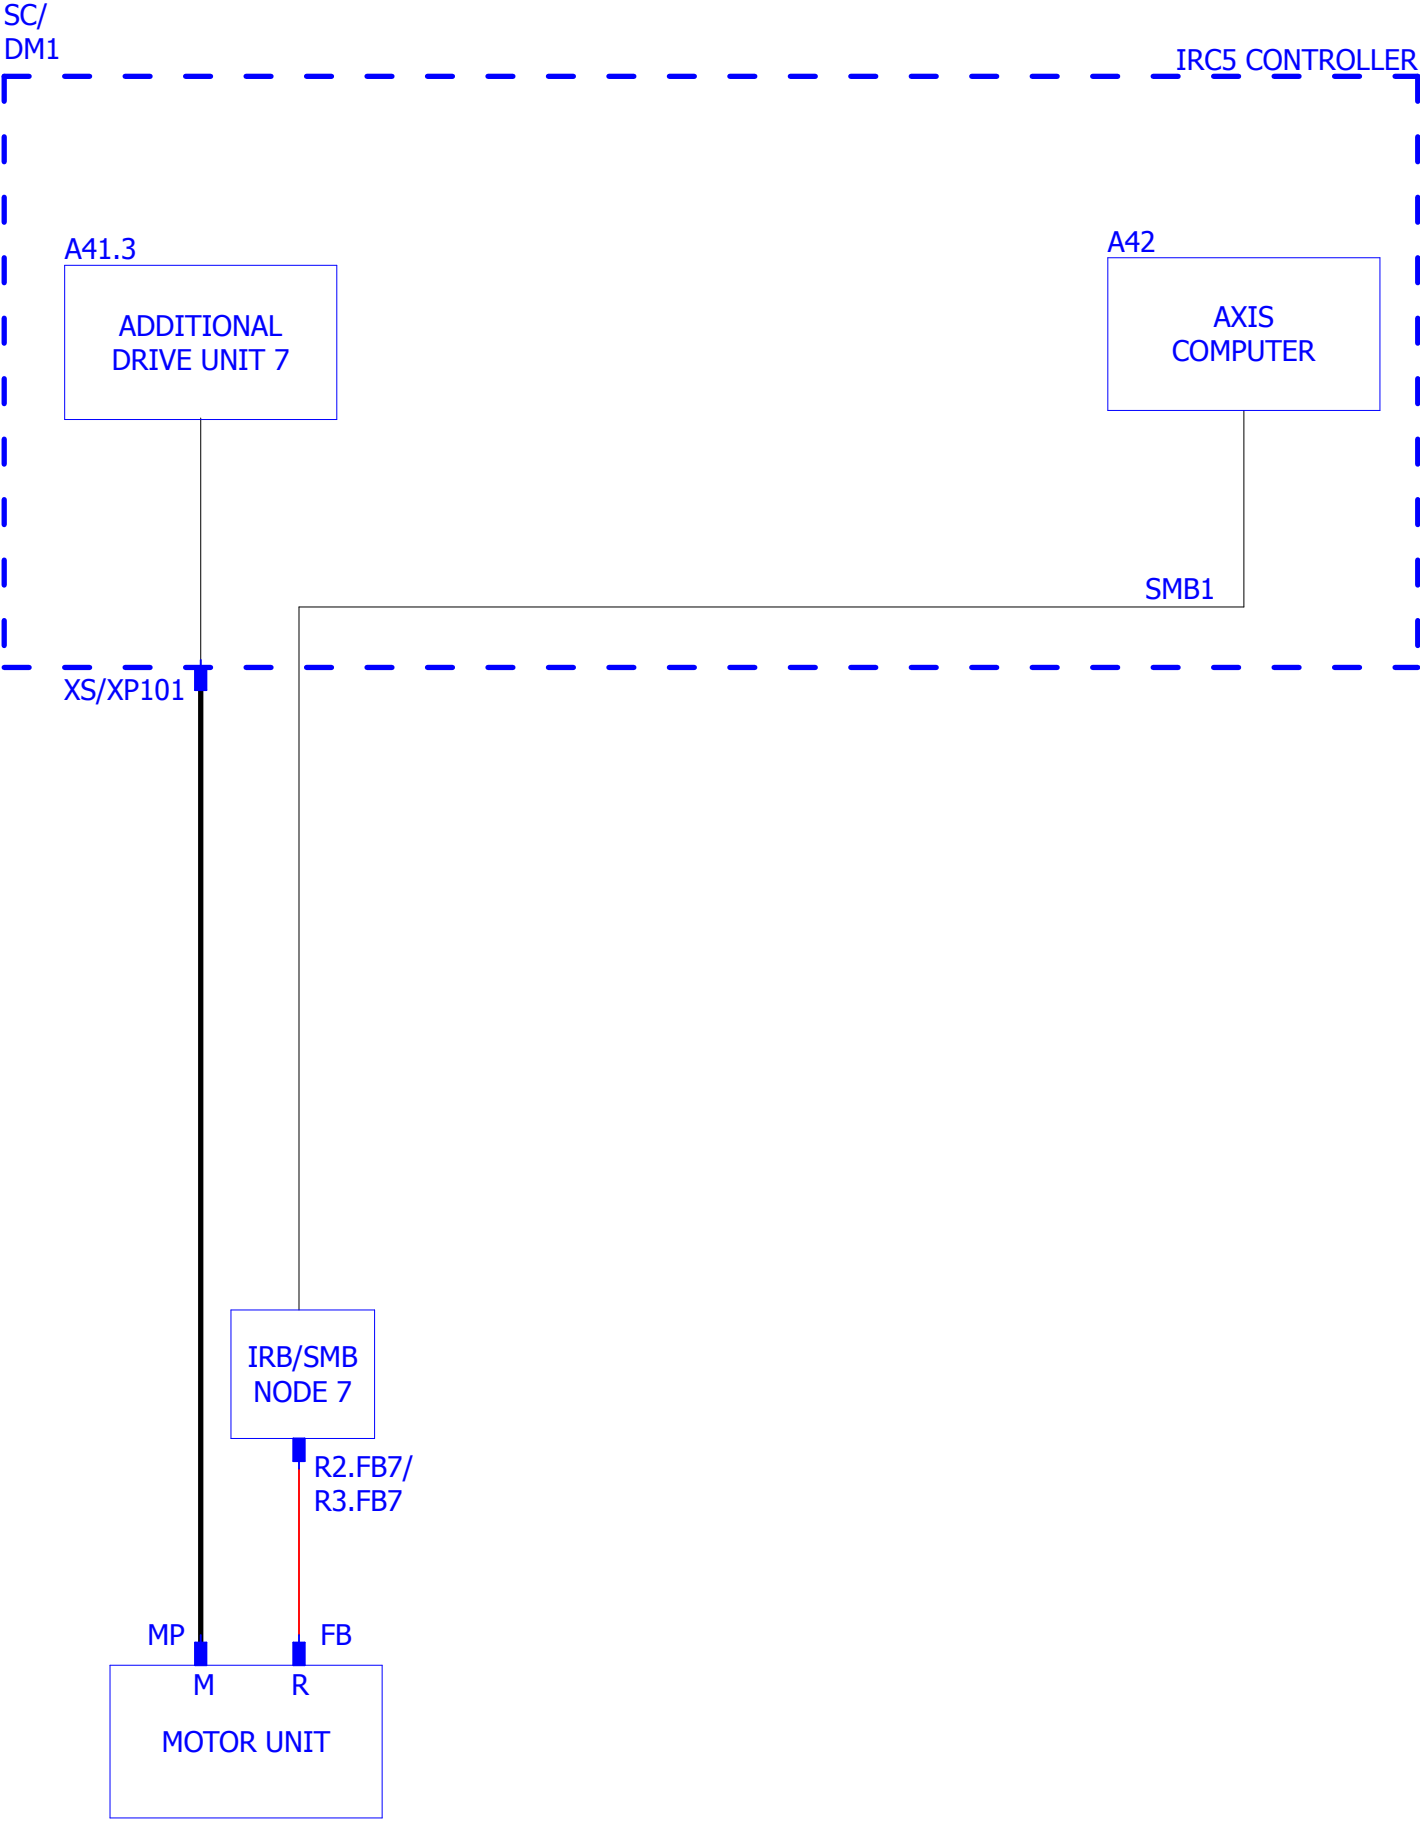 SC/
DM1
IRC5 CONTROLLER
A41.3
ADDITIONAL
DRIVE UNIT 7
A42
AXIS
COMPUTER
SMB1
XS/XP101
IRB/SMB
NODE 7
R2.FB7/
R3.FB7
MP
FB
M
R
MOTOR UNIT